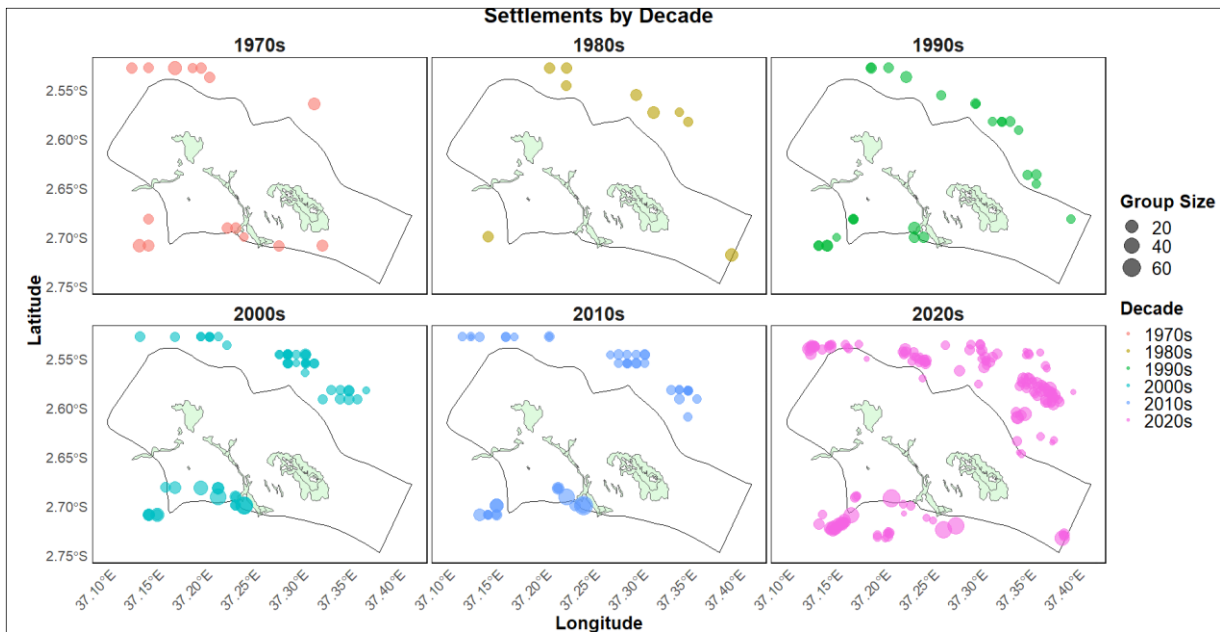 Settlements by Decade
1970s
1980s
1990s
2.55°S
2.60°S
2.65°S
2.70°S
2.75°S
2000s
2010s
2020s
2.55°S
2.60°S
2.65°S
2.70°S
2.75°S
Latitude
37.10°E
37.15°E
37.20°E
37.25°E
37.30°E
37.35°E
37.40°E
37.10°E
37.15°E
37.20°E
37.25°E
37.30°E
37.35°E
37.40°E
37.10°E
37.15°E
37.20°E
37.25°E
37.30°E
37.35°E
37.40°E
Longitude
Group Size
20
40
60
Decade
1970s
1980s
1990s
2000s
2010s
2020s